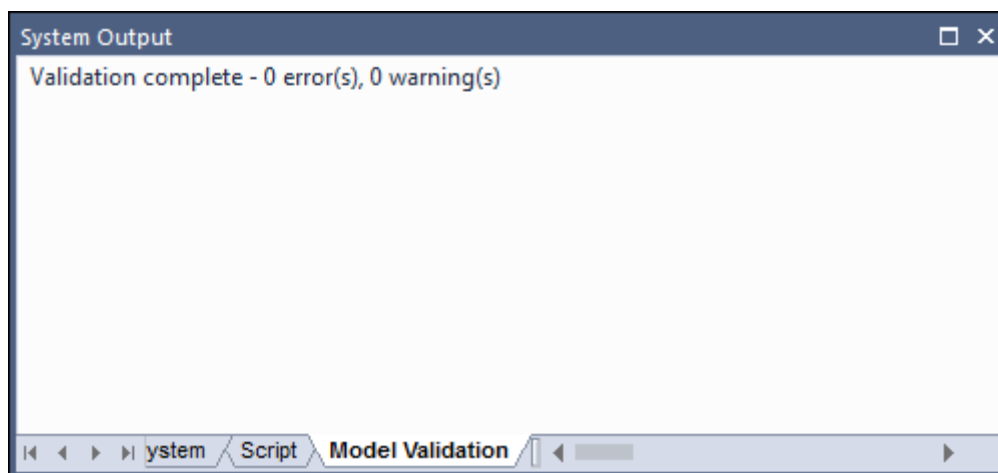 System Output
Validation complete - 0 error(s), 0 warning(s)
ystem Script Model Validation